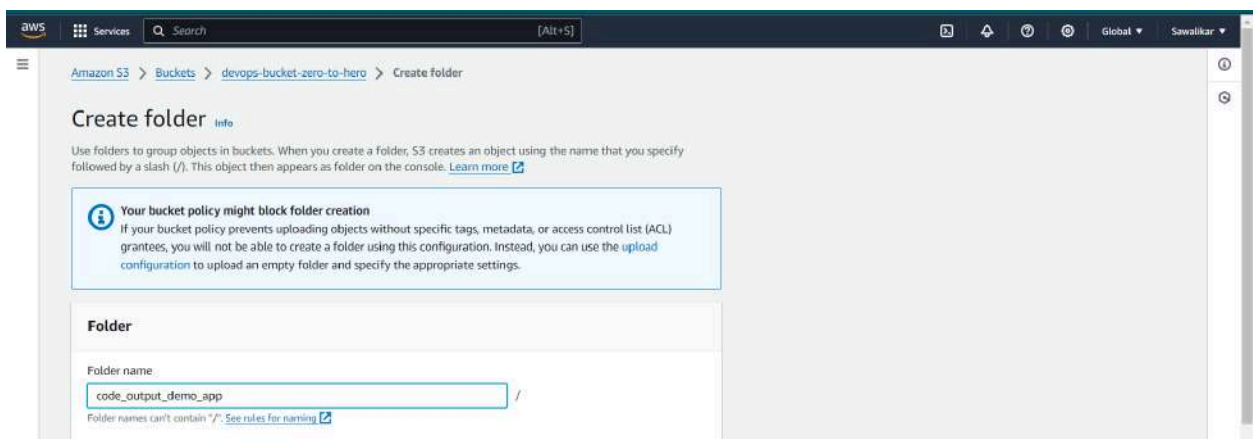 aws Services Search [Alt+S] Global Sawalikar
Amazon S3 > Buckets > devops-bucket-zero-to-hero > Create folder
Create folder Info
Use folders to group objects in buckets. When you create a folder, S3 creates an object using the name that you specify
followed by a slash (/). This object then appears as folder on the console. Learn more
Your bucket policy might block folder creation
If your bucket policy prevents uploading objects without specific tags, metadata, or access control list (ACL)
grantees, you will not be able to create a folder using this configuration. Instead, you can use the upload
configuration to upload an empty folder and specify the appropriate settings.
Folder
Folder name
code_output_demo_app /
Folder names can't contain "/". See rules for naming